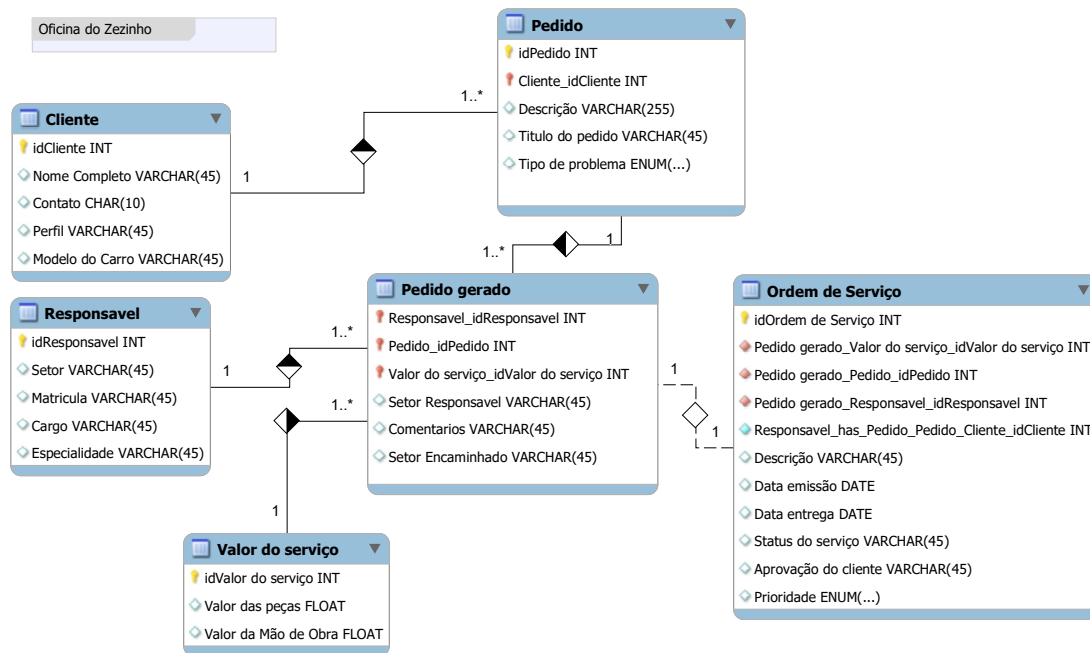 Oficina do Zezinho
Pedido
idPedido INT
Cliente_idCliente INT
Descrição VARCHAR(255)
Titulo do pedido VARCHAR(45)
Tipo de problema ENUM(...)
1..*
1
Cliente
idCliente INT
Nome Completo VARCHAR(45)
Contato CHAR(10)
Perfil VARCHAR(45)
Modelo do Carro VARCHAR(45)
1
1..*
Responsavel
idResponsavel INT
Setor VARCHAR(45)
Matricula VARCHAR(45)
Cargo VARCHAR(45)
Especialidade VARCHAR(45)
1
1..*
1..*
1
Pedido gerado
Responsavel_idResponsavel INT
Pedido_idPedido INT
Valor do serviço_idValor do serviço INT
Setor Responsavel VARCHAR(45)
Comentarios VARCHAR(45)
Setor Encaminhado VARCHAR(45)
1
1
Ordem de Serviço
idOrdem de Serviço INT
Pedido gerado_Valor do serviço_idValor do serviço INT
Pedido gerado_Pedido_idPedido INT
Pedido gerado_Responsavel_idResponsavel INT
Responsavel_has_Pedido_Pedido_Cliente_idCliente INT
Descrição VARCHAR(45)
Data emissão DATE
Data entrega DATE
Status do serviço VARCHAR(45)
Aprovação do cliente VARCHAR(45)
Prioridade ENUM(...)
Valor do serviço
idValor do serviço INT
Valor das peças FLOAT
Valor da Mão de Obra FLOAT